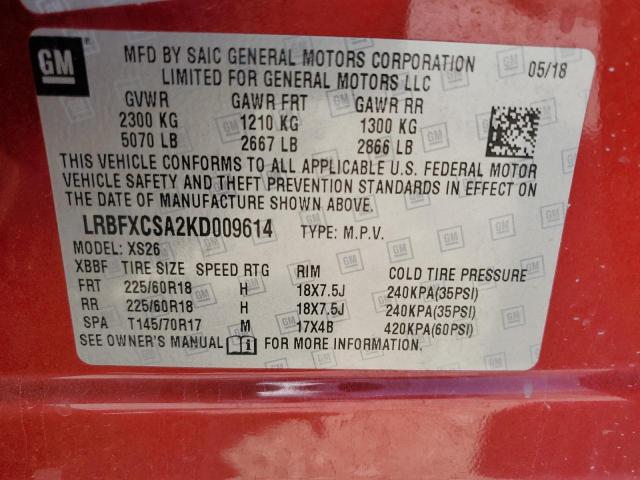 GM
MFD BY SAIC GENERAL MOTORS CORPORATION
LIMITED FOR GENERAL MOTORS LLC
05/18
GVWR GAWR FRT GAWR RR
2300 KG 1210 KG 1300 KG
5070 LB 2667 LB 2866 LB
THIS VEHICLE CONFORMS TO ALL APPLICABLE U.S. FEDERAL MOTOR
VEHICLE SAFETY AND THEFT PREVENTION STANDARDS IN EFFECT ON
THE DATE OF MANUFACTURE SHOWN ABOVE.
LRBFXCSA2KD009614 TYPE: M.P.V.
MODEL: XS26
XBBF TIRE SIZE SPEED RTG RIM COLD TIRE PRESSURE
FRT 225/60R18 H 18X7.5J 240KPA(35PSI)
RR 225/60R18 H 18X7.5J 240KPA(35PSI)
SPA T145/70R17 M 17X4B 420KPA(60PSI)
SEE OWNER'S MANUAL i FOR MORE INFORMATION